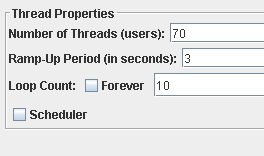 Thread Properties
Number of Threads (users): 70
Ramp-Up Period (in seconds): 3
Loop Count: Forever 10
Scheduler